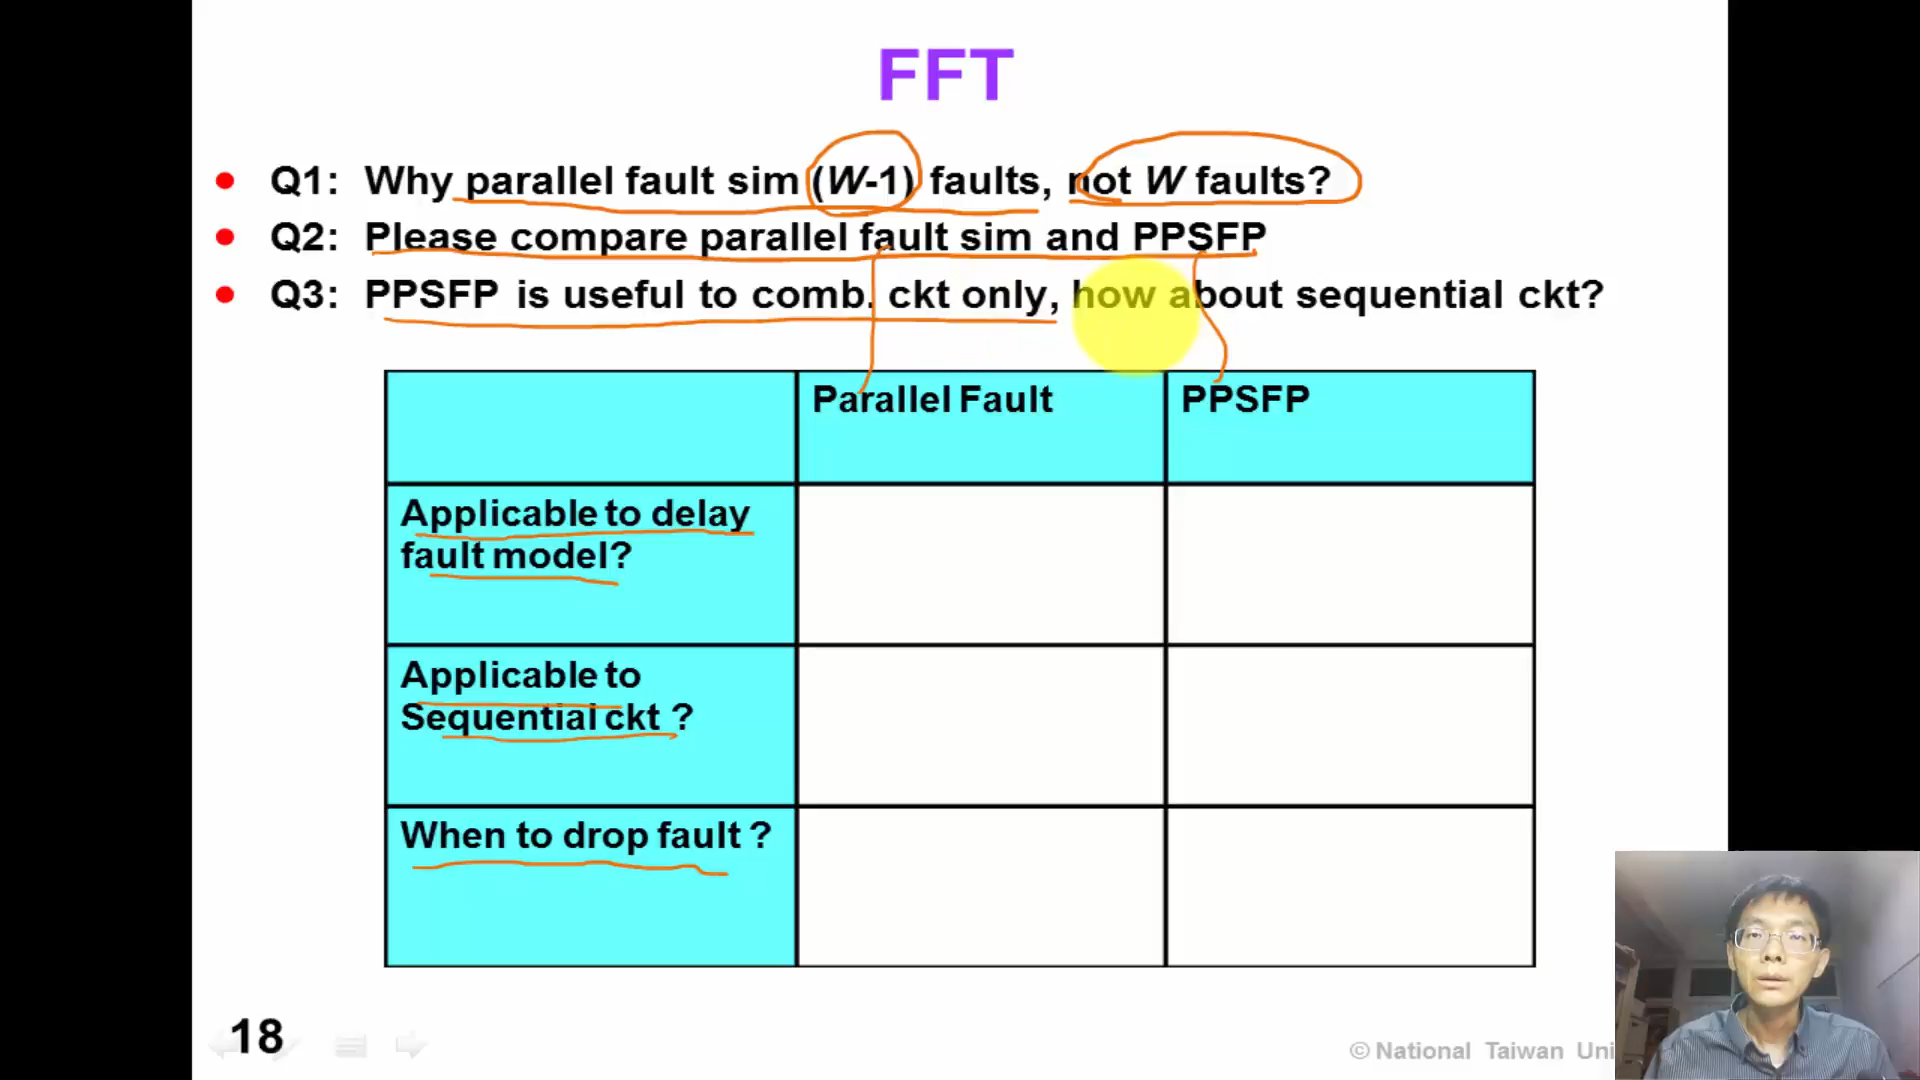 FFT
Q1: Why parallel fault sim (W-1) faults, not W faults?
Q2: Please compare parallel fault sim and PPSFP
Q3: PPSFP is useful to comb. ckt only, how about sequential ckt?
Parallel Fault
PPSFP
Applicable to delay
fault model?
Applicable to
Sequential ckt ?
When to drop fault ?
18
© National Taiwan Uni